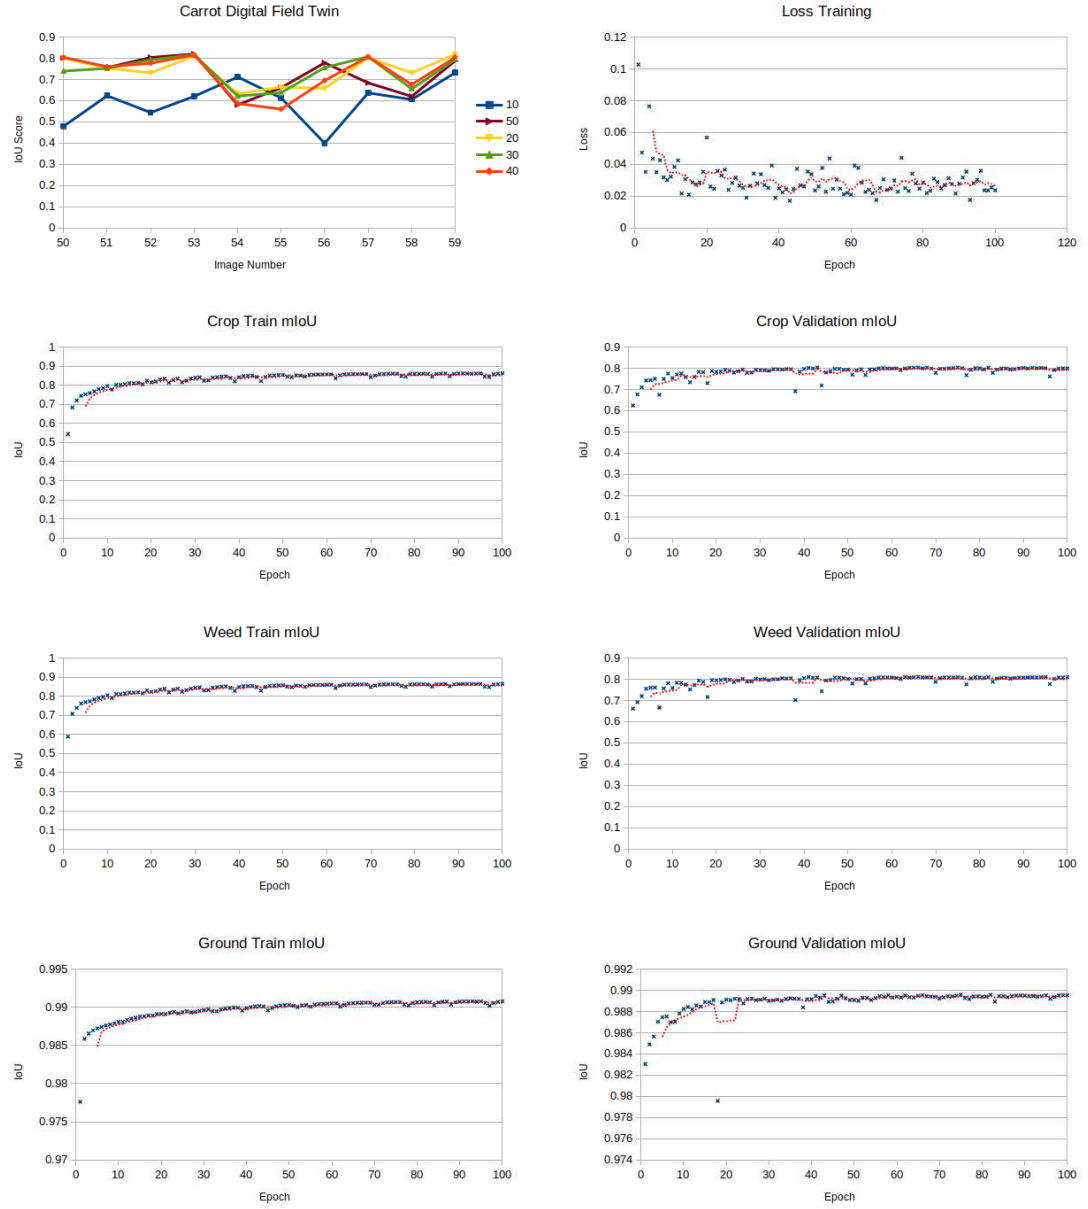 Carrot Digital Field Twin
0.9
0.8
0.7
0.6
0.5
0.4
0.3
0.2
0.1
0
IoU Score
50 51 52 53 54 55 56 57 58 59
Image Number
10
50
20
30
40
Loss Training
0.12
0.1
0.08
0.06
0.04
0.02
0
Loss
0 20 40 60 80 100 120
Epoch
Crop Train mIoU
1
0.9
0.8
0.7
0.6
0.5
0.4
0.3
0.2
0.1
0
IoU
0 10 20 30 40 50 60 70 80 90 100
Epoch
Crop Validation mIoU
0.9
0.8
0.7
0.6
0.5
0.4
0.3
0.2
0.1
0
IoU
0 10 20 30 40 50 60 70 80 90 100
Epoch
Weed Train mIoU
1
0.9
0.8
0.7
0.6
0.5
0.4
0.3
0.2
0.1
0
IoU
0 10 20 30 40 50 60 70 80 90 100
Epoch
Weed Validation mIoU
0.9
0.8
0.7
0.6
0.5
0.4
0.3
0.2
0.1
0
IoU
0 10 20 30 40 50 60 70 80 90 100
Epoch
Ground Train mIoU
0.995
0.99
0.985
0.98
0.975
0.97
IoU
0 10 20 30 40 50 60 70 80 90 100
Epoch
Ground Validation mIoU
0.992
0.99
0.988
0.986
0.984
0.982
0.98
0.978
0.976
0.974
IoU
0 10 20 30 40 50 60 70 80 90 100
Epoch